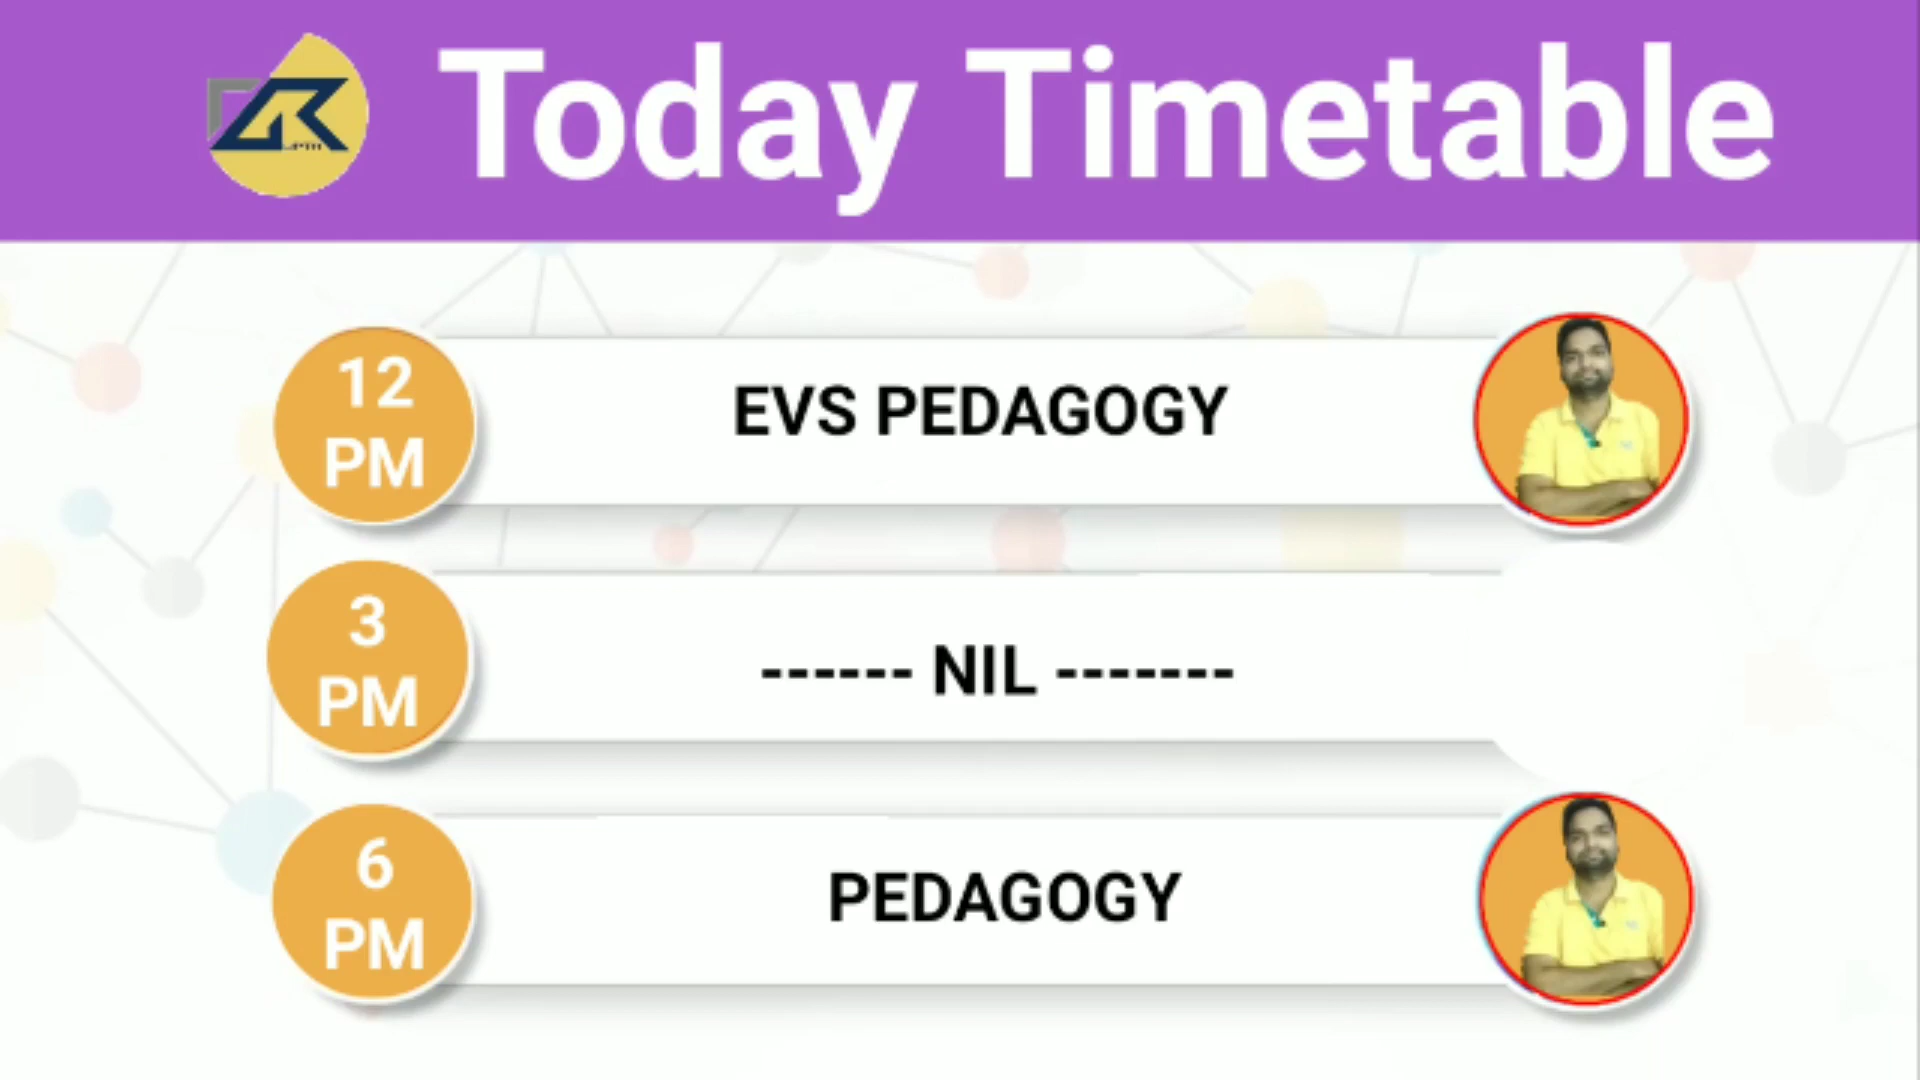 Today Timetable
12
PM
EVS PEDAGOGY
3
PM
------ NIL -------
6
PM
PEDAGOGY